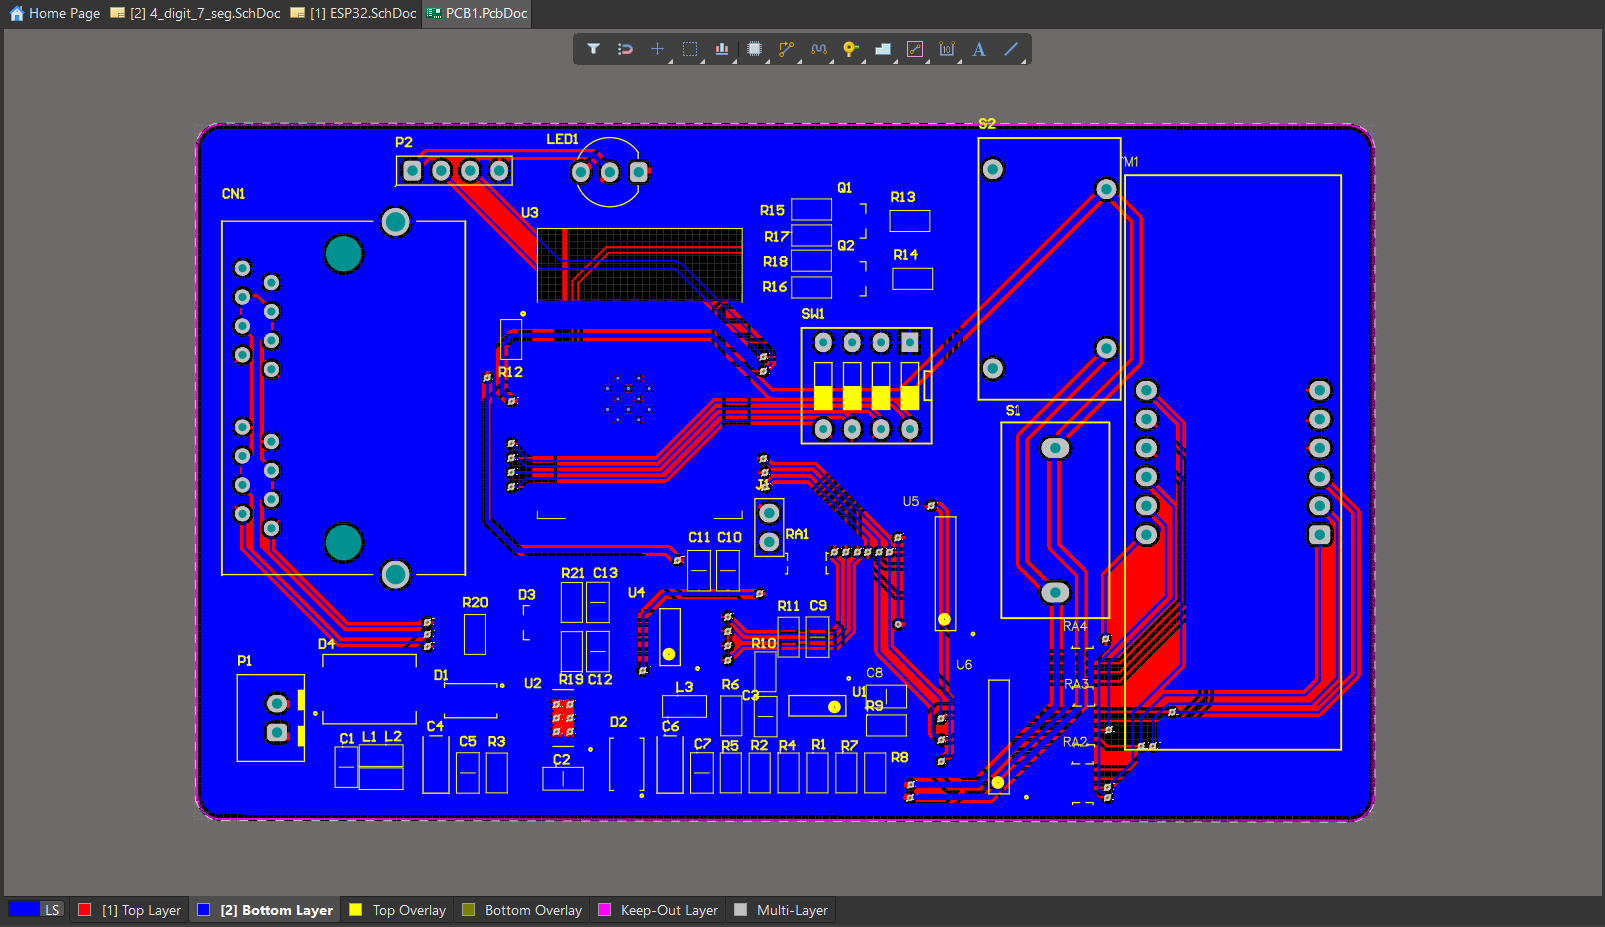 Home Page
[2] 4_digit_7_seg.SchDoc
[1] ESP32.SchDoc
PCB1.PcbDoc
A
S2
P2
LED1
M1
CN1
Q1
R13
R15
U3
R17
Q2
R18
R14
R16
SW1
R12
S1
J1
U5
C11 C10
RA1
R21 C13
D3
U4
R20
R11 C9
RA4
D4
R10
U6
P1
D1
C8
RA3
R19 C12
U2
L3
R6
C3
U1
R9
D2
C4
C6
C1 L1 L2
C5 R3
C7 R5 R2 R4 R1 R7
R8
RA2
C2
LS
[1] Top Layer
[2] Bottom Layer
Top Overlay
Bottom Overlay
Keep-Out Layer
Multi-Layer